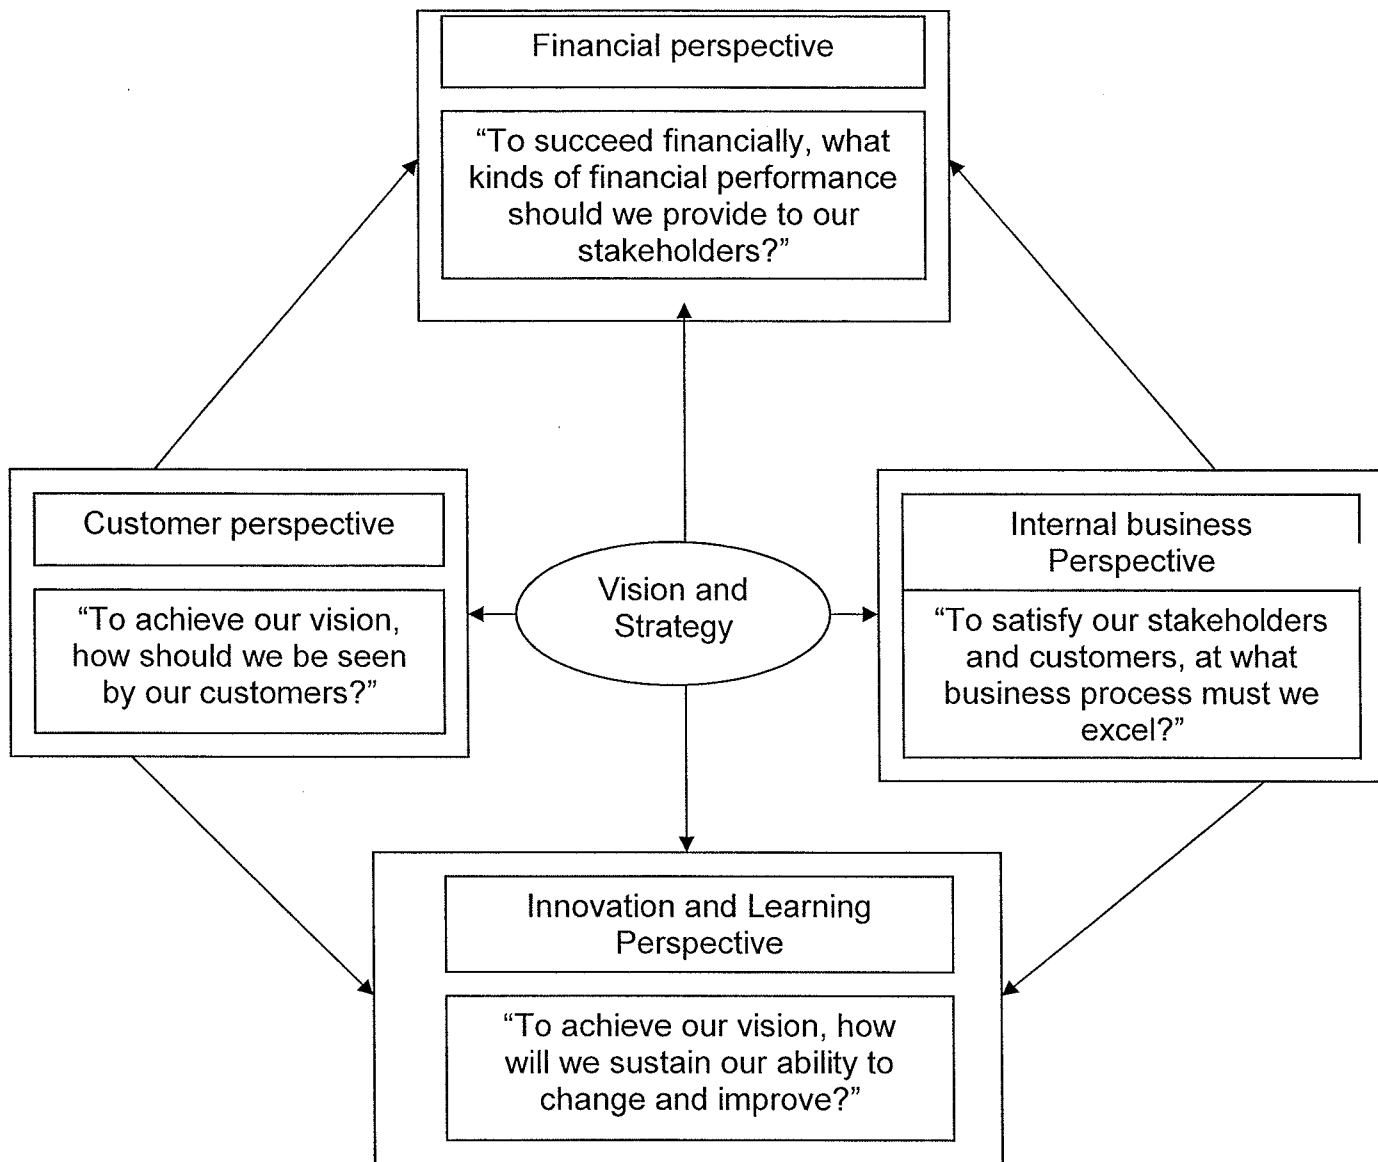 Financial perspective
“To succeed financially, what
kinds of financial performance
should we provide to our
stakeholders?”
Customer perspective
“To achieve our vision,
how should we be seen
by our customers?”
Vision and
Strategy
Internal business
Perspective
“To satisfy our stakeholders
and customers, at what
business process must we
excel?”
Innovation and Learning
Perspective
“To achieve our vision, how
will we sustain our ability to
change and improve?”